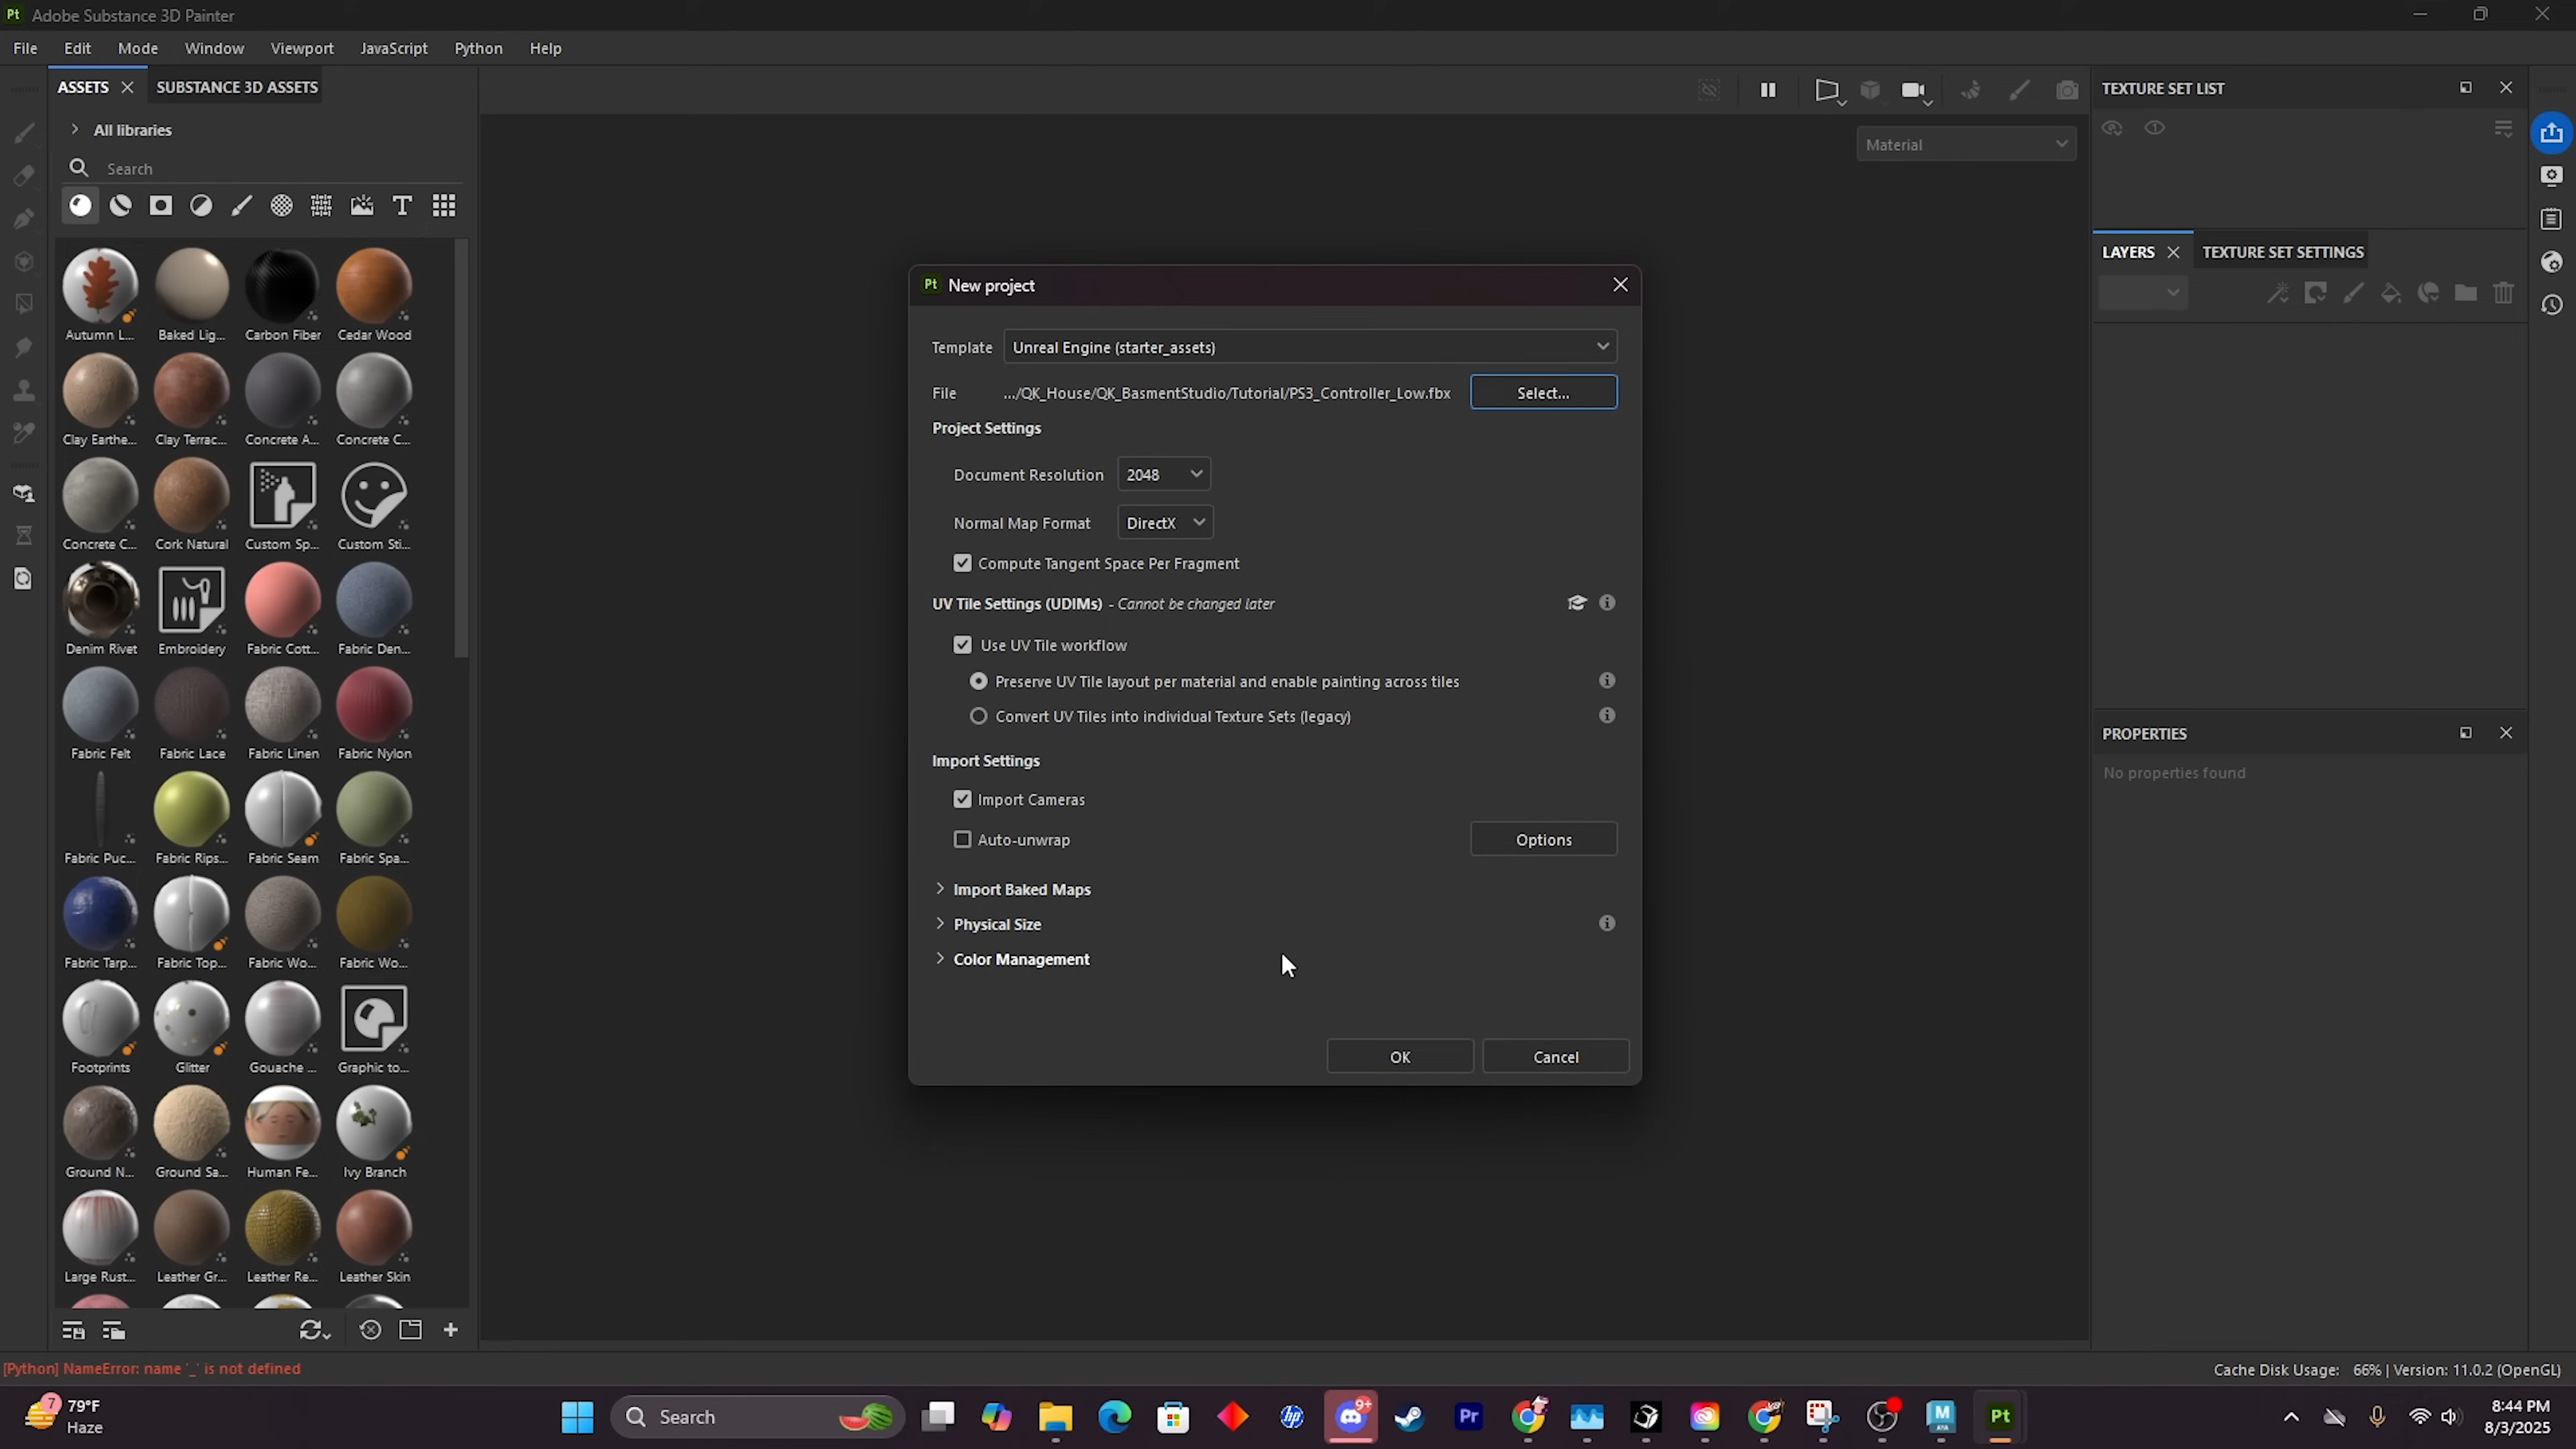 Pt Adobe Substance 3D Painter
File Edit Mode Window Viewport JavaScript Python Help
ASSETS SUBSTANCE 3D ASSETS
All libraries
Search
Autumn L... Baked Lig... Carbon Fiber Cedar Wood
Clay Earthe... Clay Terrac... Concrete A... Concrete C...
Concrete C... Cork Natural Custom Sp... Custom Sti...
Denim Rivet Embroidery Fabric Cott... Fabric Den...
Fabric Felt Fabric Lace Fabric Linen Fabric Nylon
Fabric Puc... Fabric Rips... Fabric Seam Fabric Spa...
Fabric Tarp... Fabric Top... Fabric Wo... Fabric Wo...
Footprints Glitter Gouache ... Graphic to...
Ground N... Ground Sa... Human Fe... Ivy Branch
Large Rust... Leather Gr... Leather Re... Leather Skin
Material
Pt New project
Template Unreal Engine (starter_assets)
File .../QK_House/QK_BasmentStudio/Tutorial/PS3_Controller_Low.fbx Select...
Project Settings
Document Resolution 2048
Normal Map Format DirectX
Compute Tangent Space Per Fragment
UV Tile Settings (UDIMs) - Cannot be changed later
Use UV Tile workflow
Preserve UV Tile layout per material and enable painting across tiles
Convert UV Tiles into individual Texture Sets (legacy)
Import Settings
Import Cameras
Auto-unwrap Options
Import Baked Maps
Physical Size
Color Management
OK Cancel
TEXTURE SET LIST
LAYERS TEXTURE SET SETTINGS
PROPERTIES
No properties found
[Python] NameError: name '_' is not defined
Cache Disk Usage: 66% | Version: 11.0.2 (OpenGL)
7 79°F
Haze
Search
hp
9+
Pr
M
Pt
8:44 PM
8/3/2025